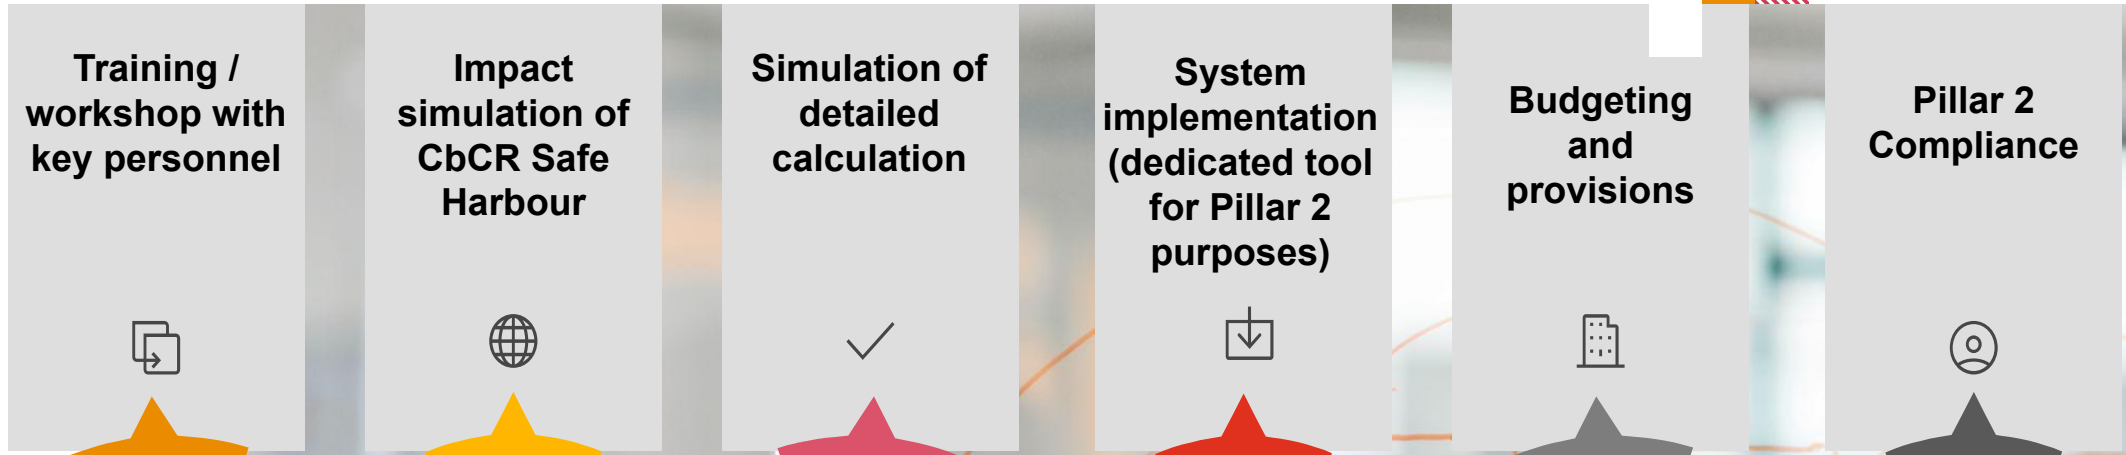 Training /
workshop with
key personnel
Impact
simulation of
CbCR Safe
Harbour
Simulation of
detailed
calculation
System
implementation
(dedicated tool
for Pillar 2
purposes)
Budgeting
and
provisions
Pillar 2
Compliance